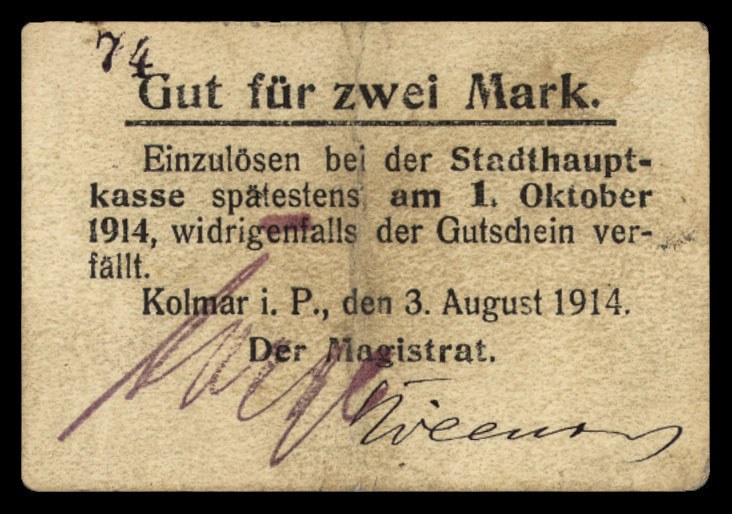 74
Gut für zwei Mark.
Einzulösen bei der Stadthaupt-
kasse spätestens am 1. Oktober
1914, widrigenfalls der Gutschein ver-
fällt.
Kolmar i. P., den 3. August 1914.
Der Magistrat.